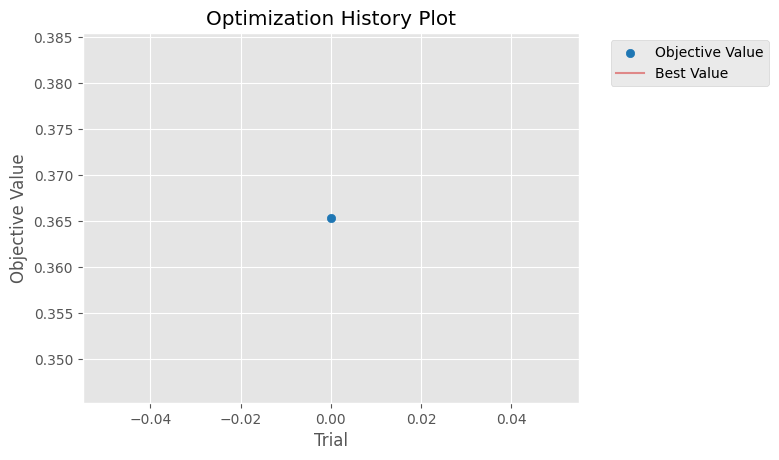 Optimization History Plot
Objective Value
Best Value
Objective Value
0.385
0.380
0.375
0.370
0.365
0.360
0.355
0.350
−0.04
−0.02
0.00
0.02
0.04
Trial